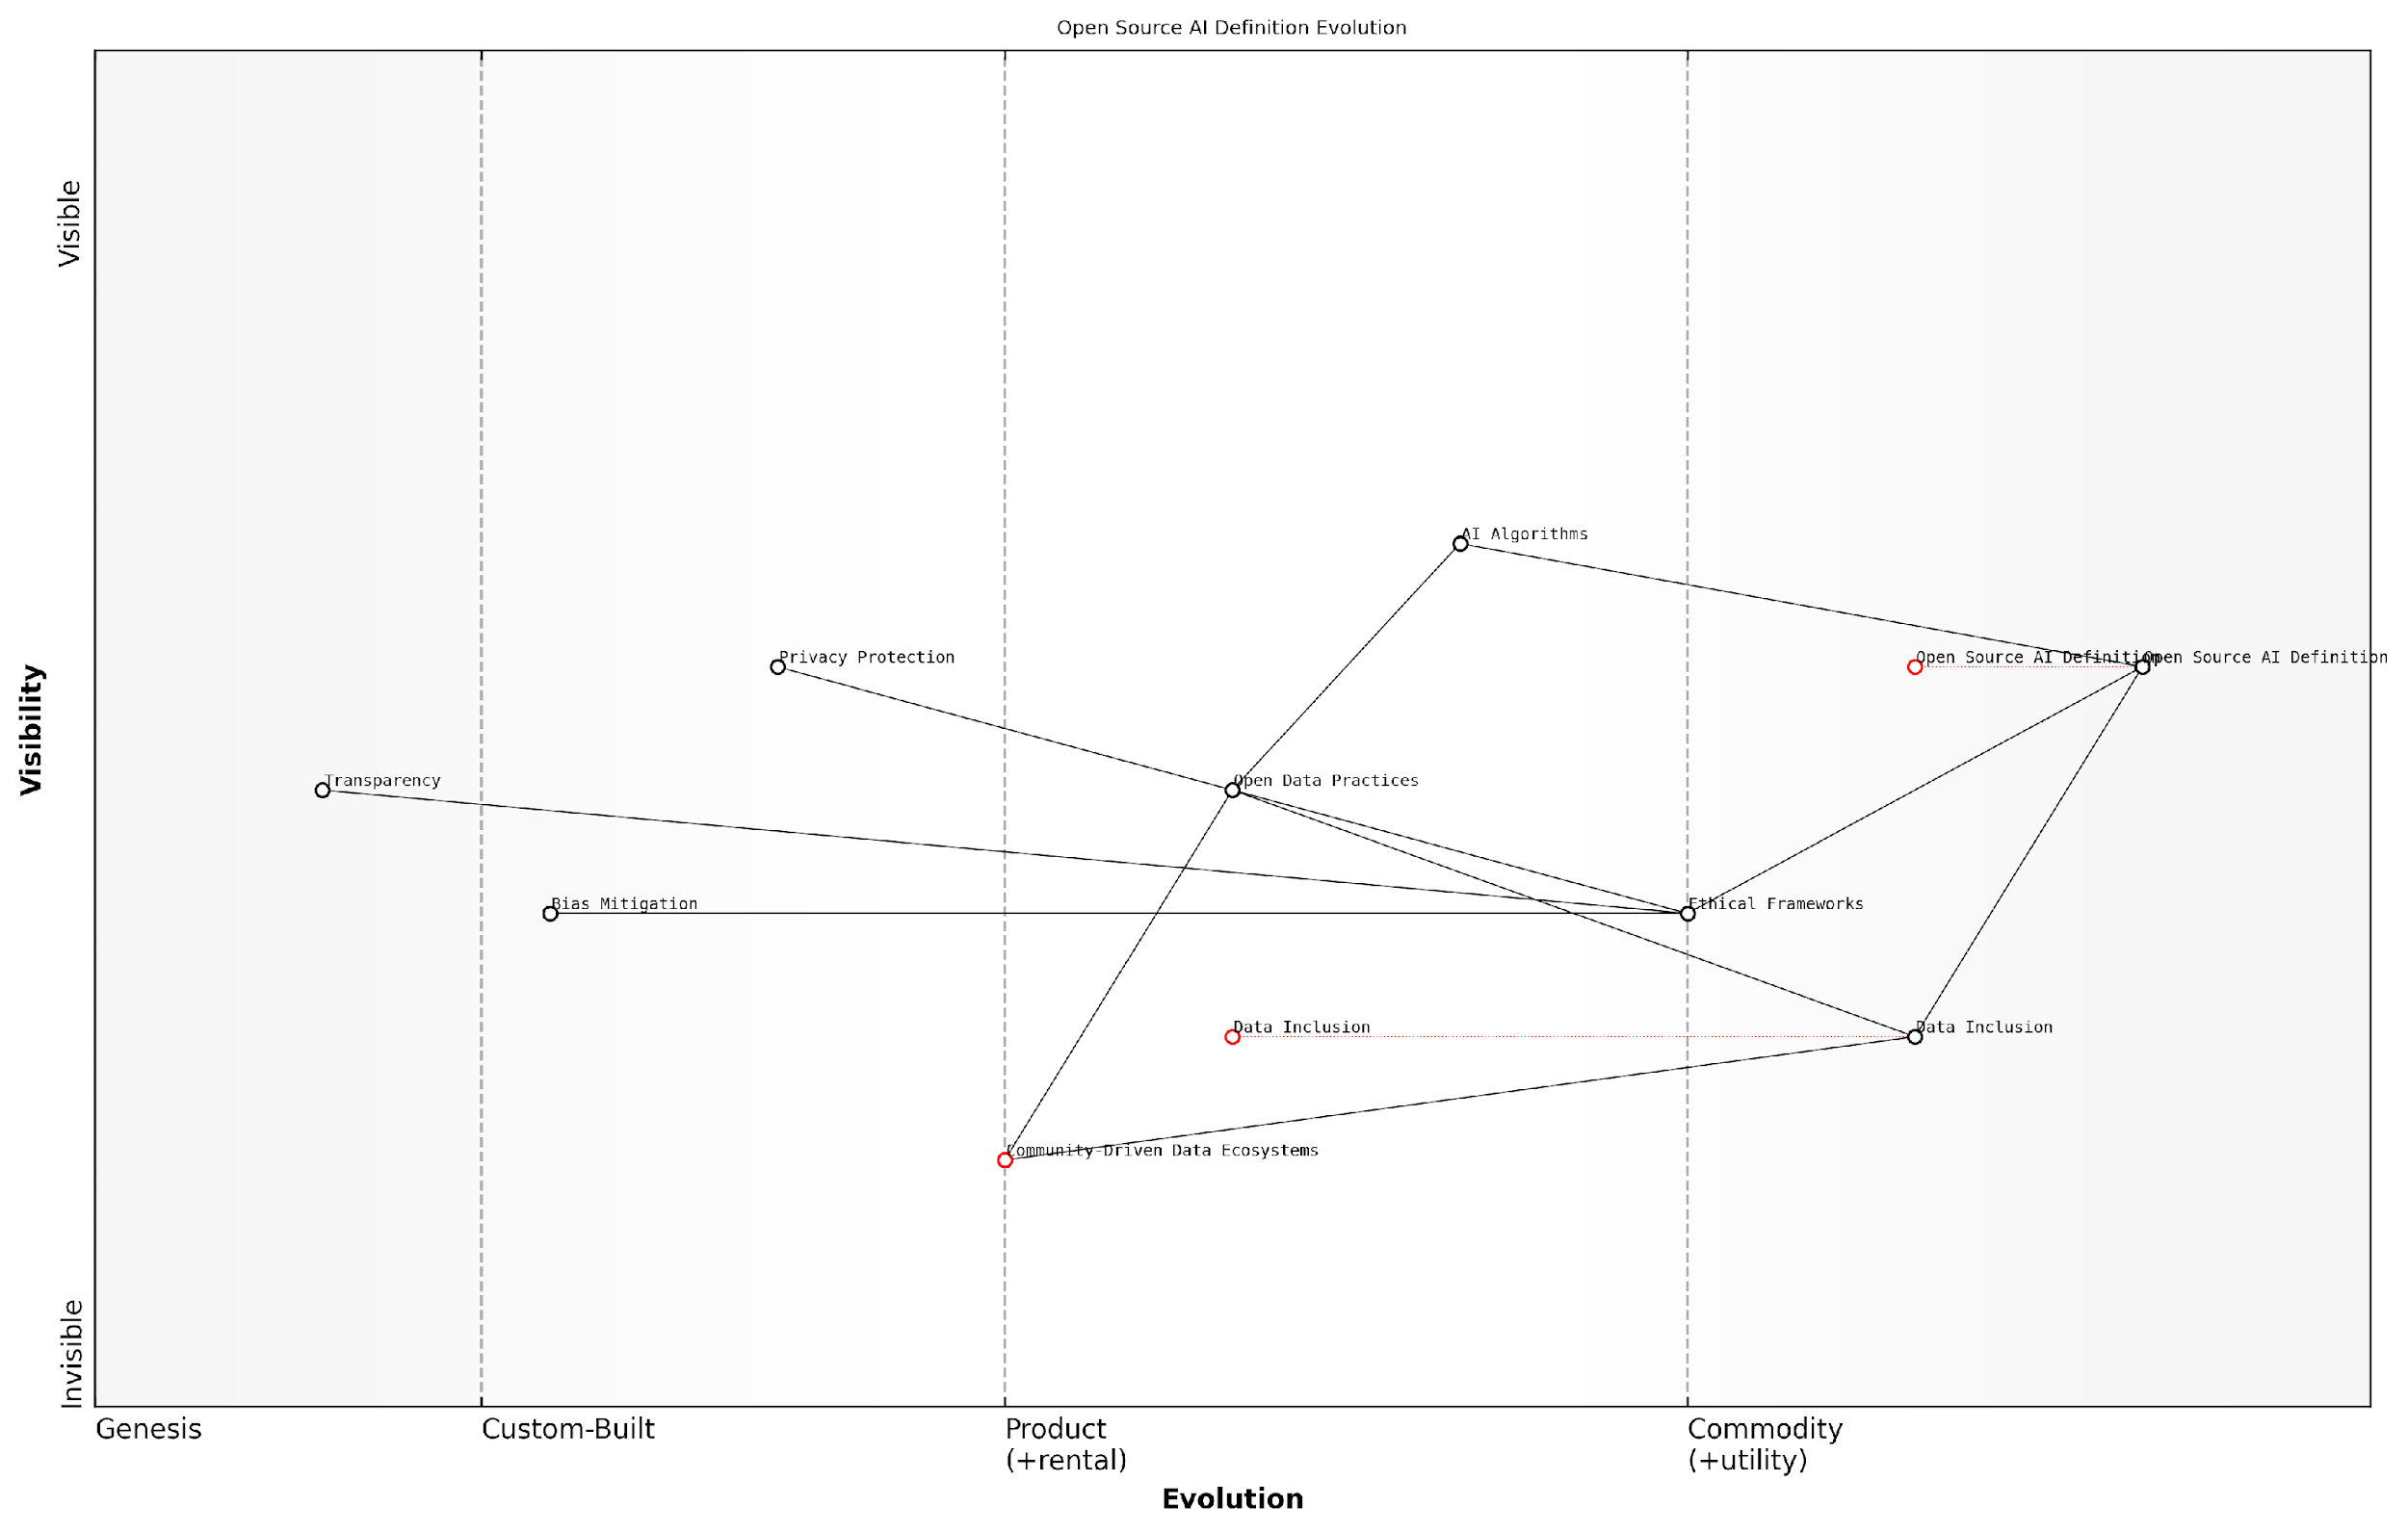 Open Source AI Definition Evolution
Visible
AI Algorithms
Privacy Protection
Open Source AI Definition
Open Source AI Definition
Visibility
Transparency
Open Data Practices
Bias Mitigation
Ethical Frameworks
Data Inclusion
Data Inclusion
Community-Driven Data Ecosystems
Invisible
Genesis
Custom-Built
Product
(+rental)
Commodity
(+utility)
Evolution